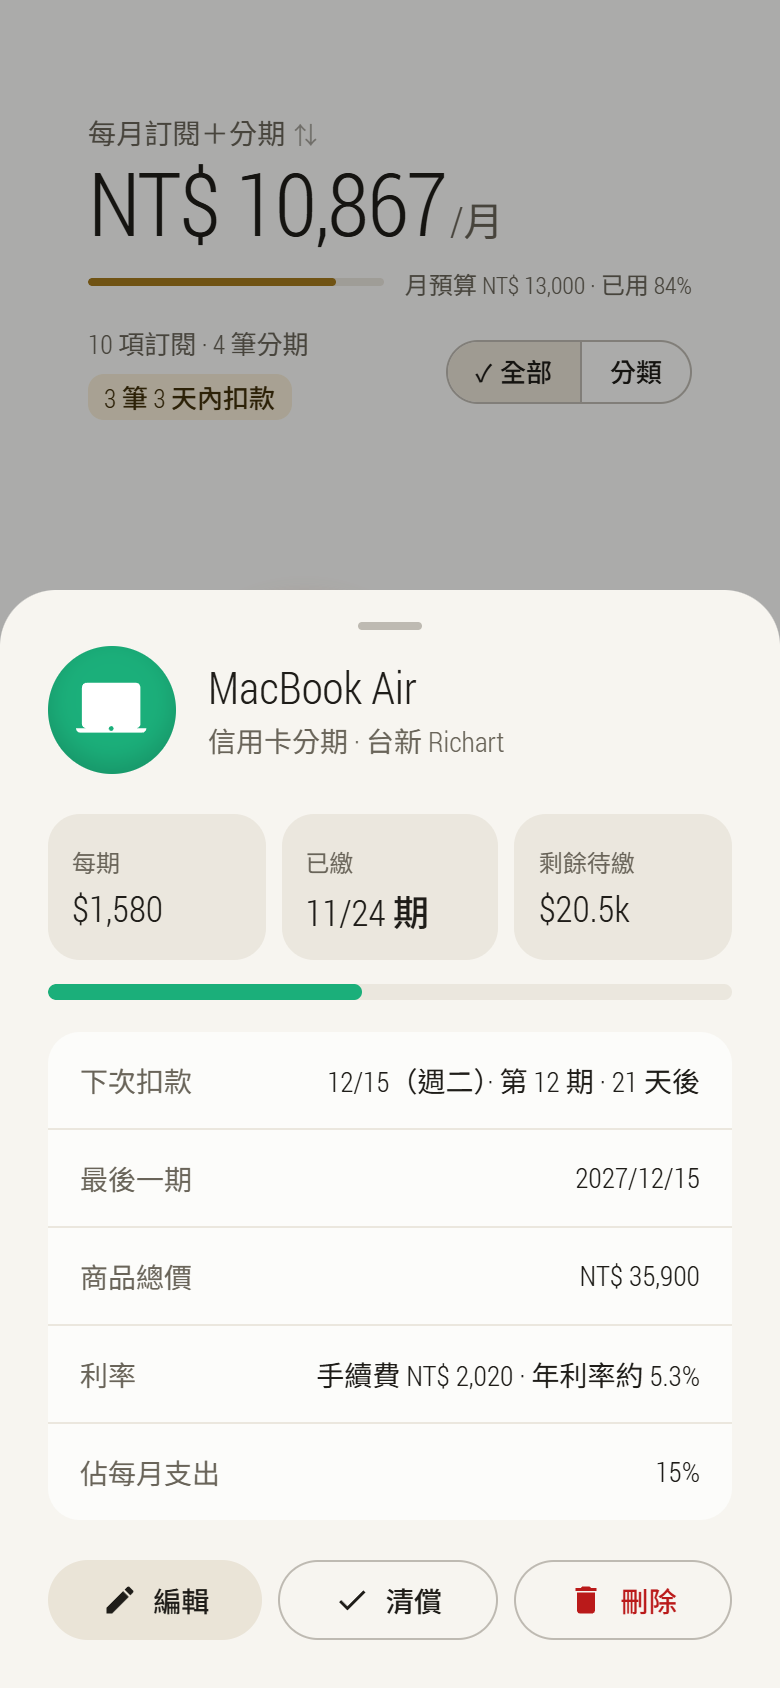 每月訂閱＋分期 ⇅
NT$ 10,867/月
月預算 NT$ 13,000 · 已用 84%
10 項訂閱 · 4 筆分期
3 筆 3 天內扣款
✓ 全部
分類
MacBook Air
信用卡分期 · 台新 Richart
每期
$1,580
已繳
11/24 期
剩餘待繳
$20.5k
下次扣款
12/15（週二）· 第 12 期 · 21 天後
最後一期
2027/12/15
商品總價
NT$ 35,900
利率
手續費 NT$ 2,020 · 年利率約 5.3%
佔每月支出
15%
編輯
清償
刪除